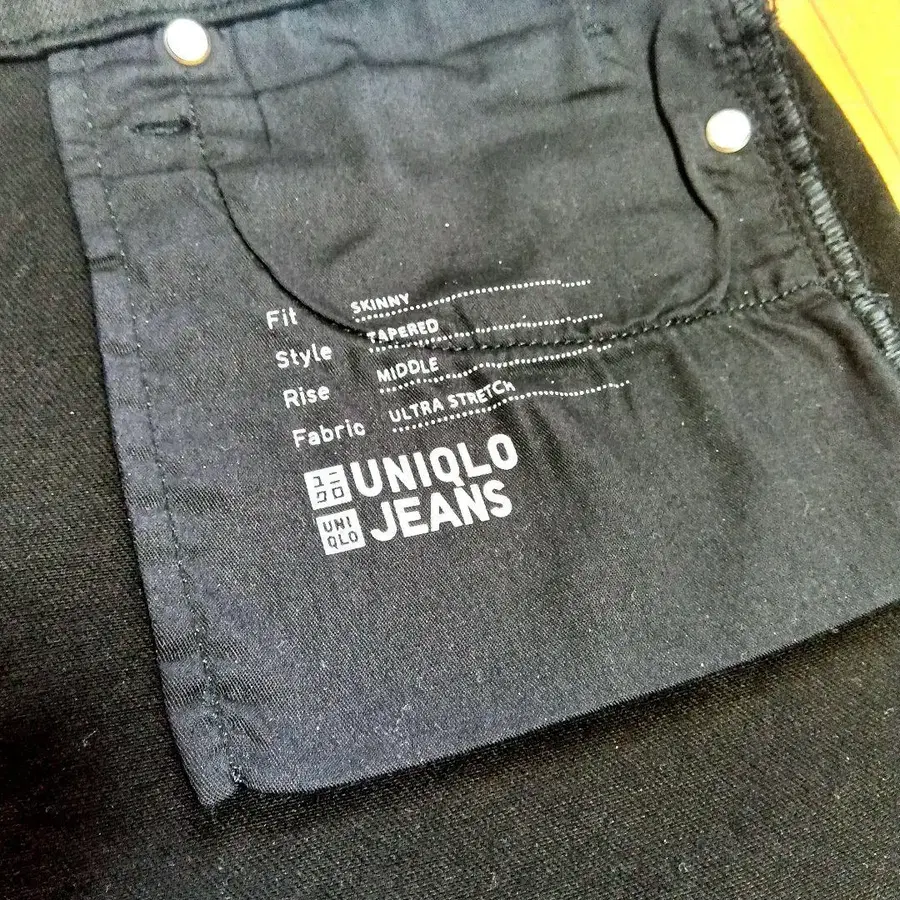 Fit SKINNY
Style TAPERED
Rise MIDDLE
Fabric ULTRA STRETCH
ユニ
クロ
UNIQLO
UNI
QLO
JEANS